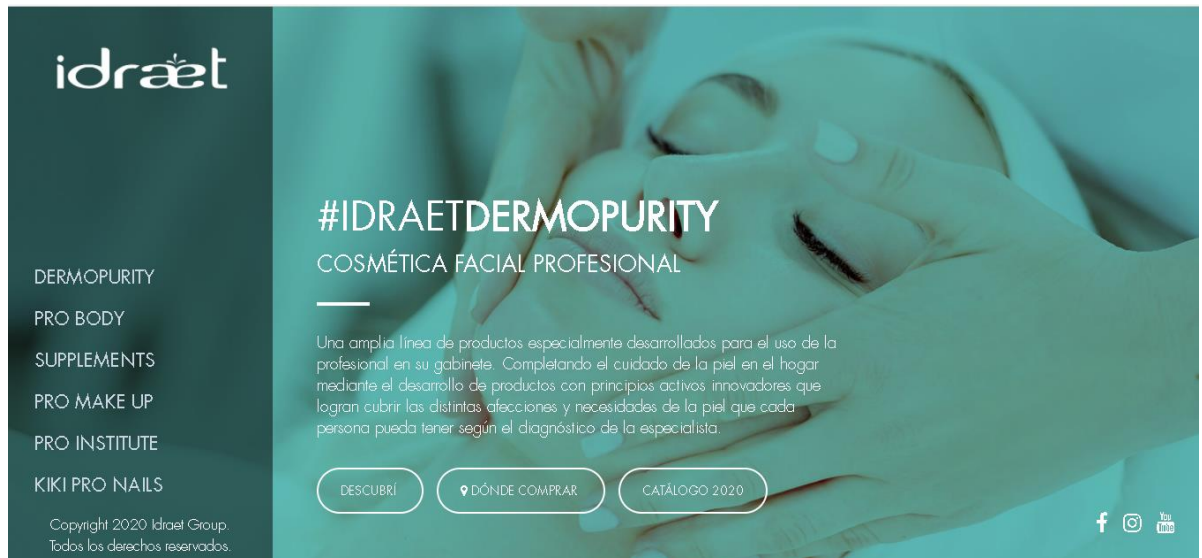 idraet
DERMOPURITY
PRO BODY
SUPPLEMENTS
PRO MAKE UP
PRO INSTITUTE
KIKI PRO NAILS
Copyright 2020 Idraet Group.
Todos los derechos reservados.
#IDRAETDERMOPURITY
COSMÉTICA FACIAL PROFESIONAL
Una amplia línea de productos especialmente desarrollados para el uso de la
profesional en su gabinete. Completando el cuidado de la piel en el hogar
mediante el desarrollo de productos con principios activos innovadores que
logran cubrir las distintas afecciones y necesidades de la piel que cada
persona pueda tener según el diagnóstico de la especialista.
DESCUBRÍ
DÓNDE COMPRAR
CATÁLOGO 2020
You
Tube